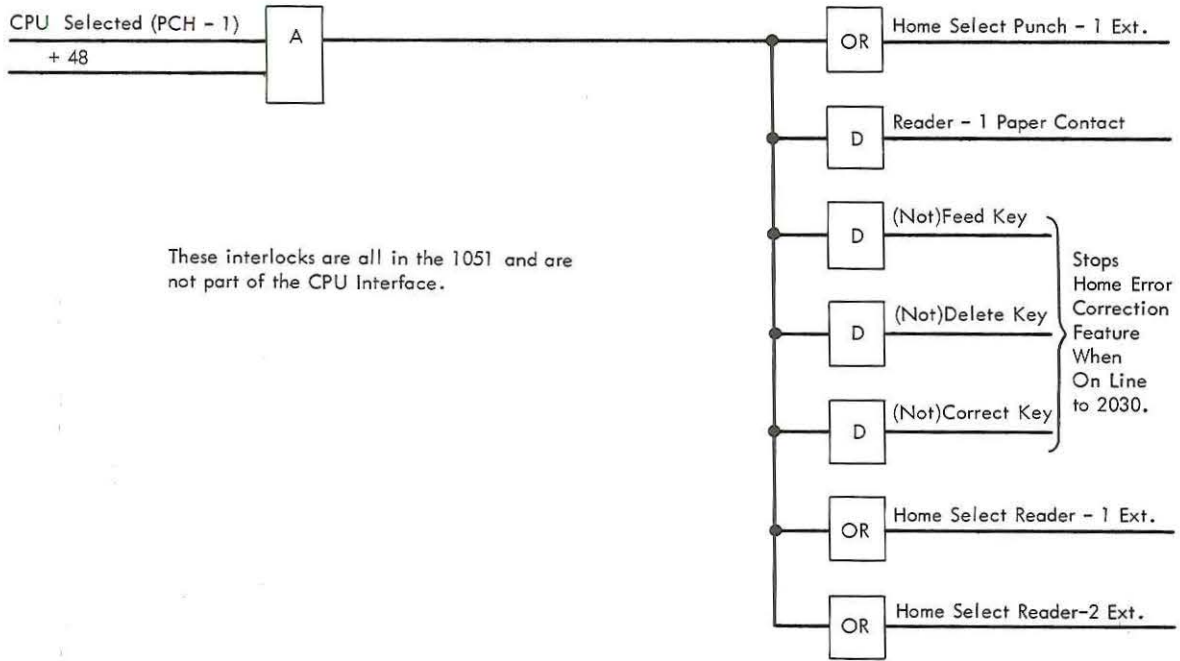 CPU Selected (PCH - 1)
+ 48
A
OR
Home Select Punch - 1 Ext.
D
Reader - 1 Paper Contact
D
(Not)Feed Key
D
(Not)Delete Key
D
(Not)Correct Key
Stops
Home Error
Correction
Feature
When
On Line
to 2030.
These interlocks are all in the 1051 and are
not part of the CPU Interface.
OR
Home Select Reader - 1 Ext.
OR
Home Select Reader-2 Ext.